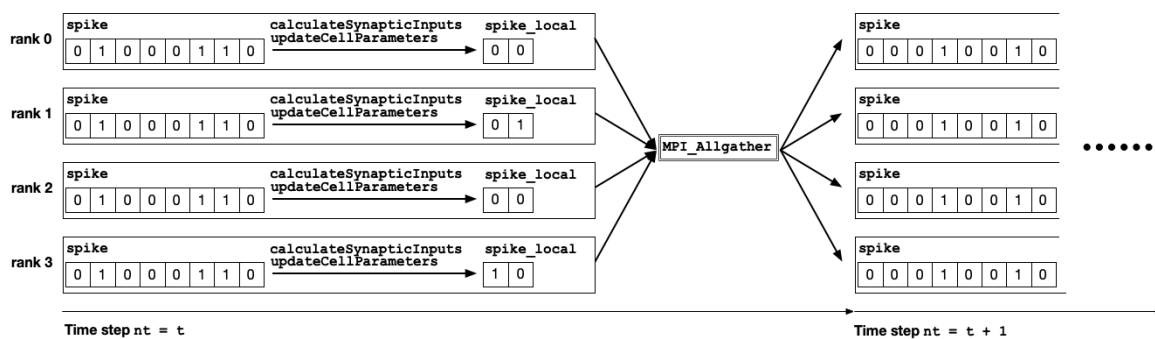 spike calculateSynapticInputs spike_local
rank 0 updateCellParameters
0 1 0 0 0 1 1 0 0 0
spike
0 0 0 1 0 0 1 0
spike calculateSynapticInputs spike_local
rank 1 updateCellParameters
0 1 0 0 0 1 1 0 0 1
spike
0 0 0 1 0 0 1 0
MPI_Allgather
......
spike calculateSynapticInputs spike_local
rank 2 updateCellParameters
0 1 0 0 0 1 1 0 0 0
spike
0 0 0 1 0 0 1 0
spike calculateSynapticInputs spike_local
rank 3 updateCellParameters
0 1 0 0 0 1 1 0 1 0
spike
0 0 0 1 0 0 1 0
Time step nt = t
Time step nt = t + 1